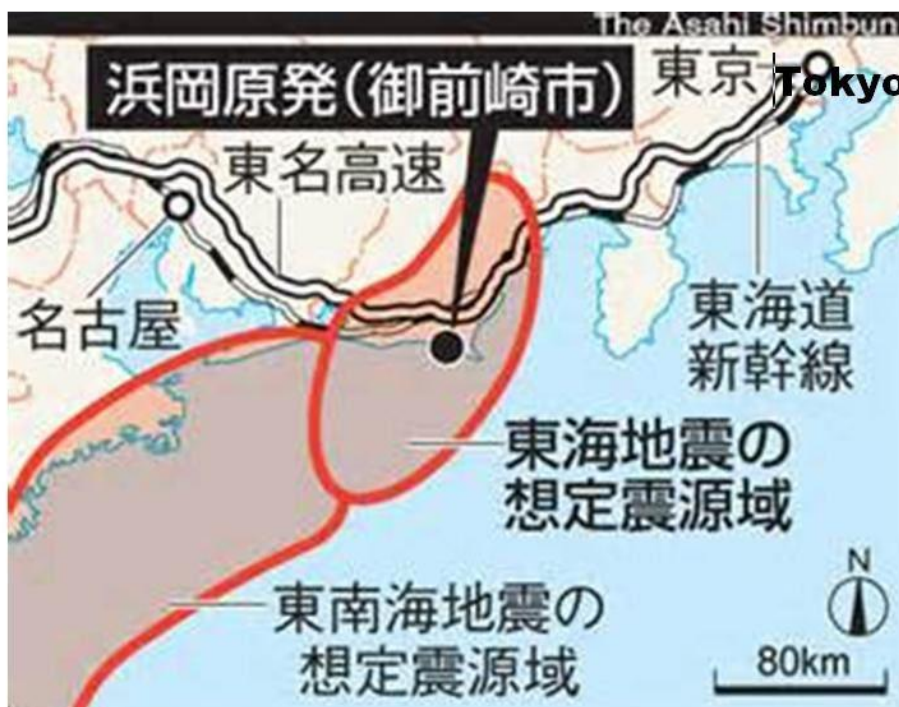 The Asahi Shimbun
浜岡原発(御前崎市)
東京
Tokyo
東名高速
名古屋
東海道
新幹線
東海地震の
想定震源域
東南海地震の
想定震源域
N
80km